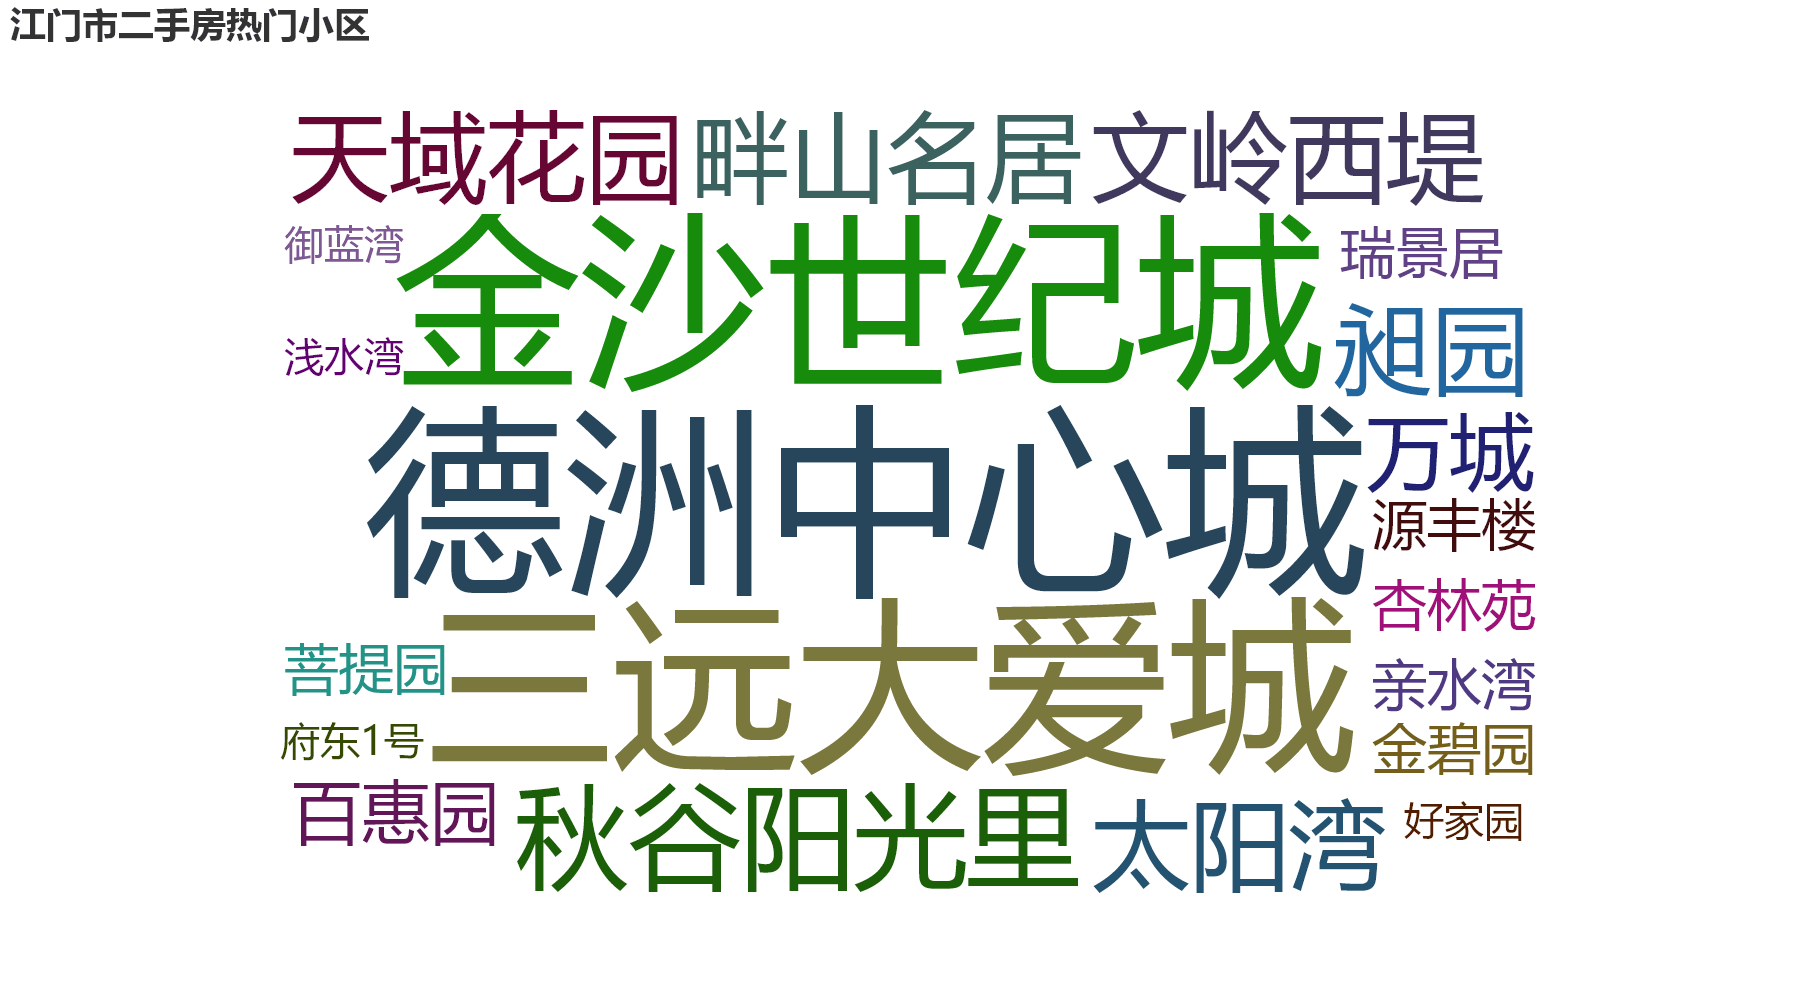 江门市二手房热门小区
天域花园
畔山名居
文岭西堤
御蓝湾
金沙世纪城
瑞景居
浅水湾
昶园
德洲中心城
万城
源丰楼
杏林苑
三远大爱城
菩提园
亲水湾
府东1号
金碧园
百惠园
秋谷阳光里
太阳湾
好家园